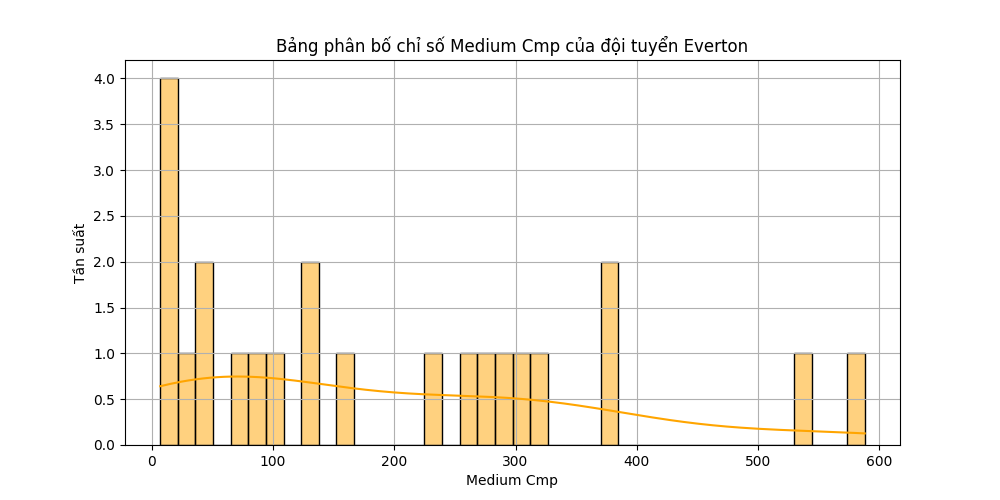 Bảng phân bố chỉ số Medium Cmp của đội tuyển Everton
4.0
3.5
3.0
2.5
2.0
1.5
1.0
0.5
0.0
Tần suất
0 100 200 300 400 500 600
Medium Cmp